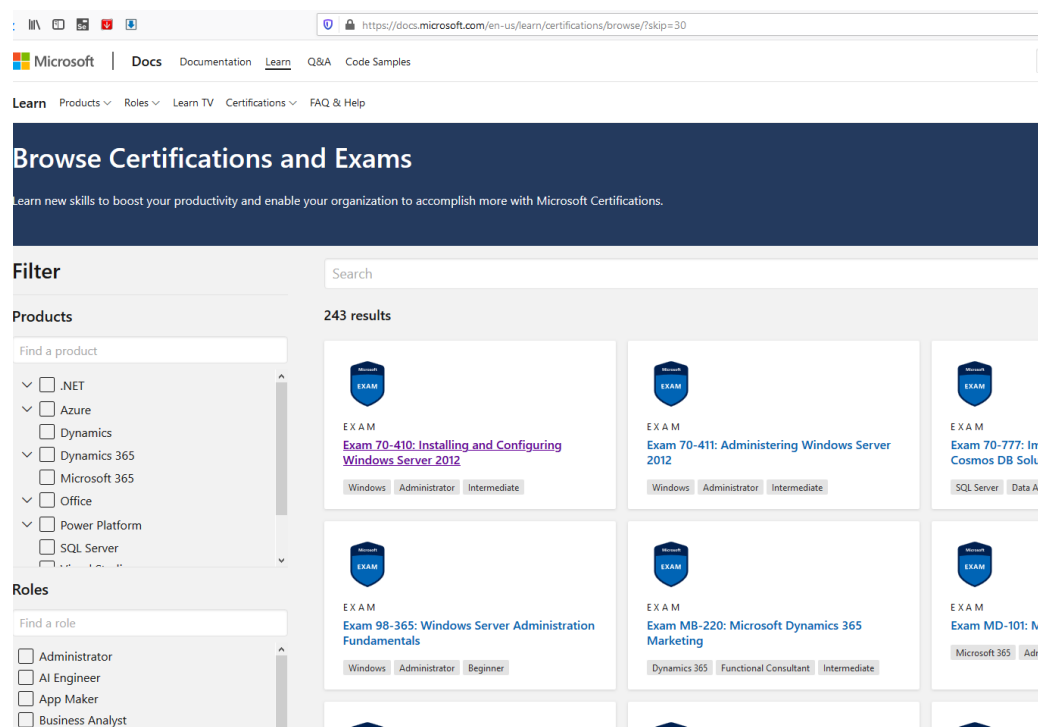 https://docs.microsoft.com/en-us/learn/certifications/browse/?skip=30
Microsoft Docs Documentation Learn Q&A Code Samples
Learn Products Roles Learn TV Certifications FAQ & Help
Browse Certifications and Exams
Learn new skills to boost your productivity and enable your organization to accomplish more with Microsoft Certifications.
Filter
Search
Products
243 results
Find a product
.NET
Azure
Dynamics
Dynamics 365
Microsoft 365
Office
Power Platform
SQL Server
Roles
Find a role
Administrator
AI Engineer
App Maker
Business Analyst
Microsoft
EXAM
EXAM
Exam 70-410: Installing and Configuring
Windows Server 2012
Windows Administrator Intermediate
Microsoft
EXAM
EXAM
Exam 70-411: Administering Windows Server
2012
Windows Administrator Intermediate
Microsoft
EXAM
EXAM
Exam 70-777:
Cosmos DB
SQL Server Data
Microsoft
EXAM
EXAM
Exam 98-365: Windows Server Administration
Fundamentals
Windows Administrator Beginner
Microsoft
EXAM
EXAM
Exam MB-220: Microsoft Dynamics 365
Marketing
Dynamics 365 Functional Consultant Intermediate
Microsoft
EXAM
EXAM
Exam MD-101:
Microsoft 365